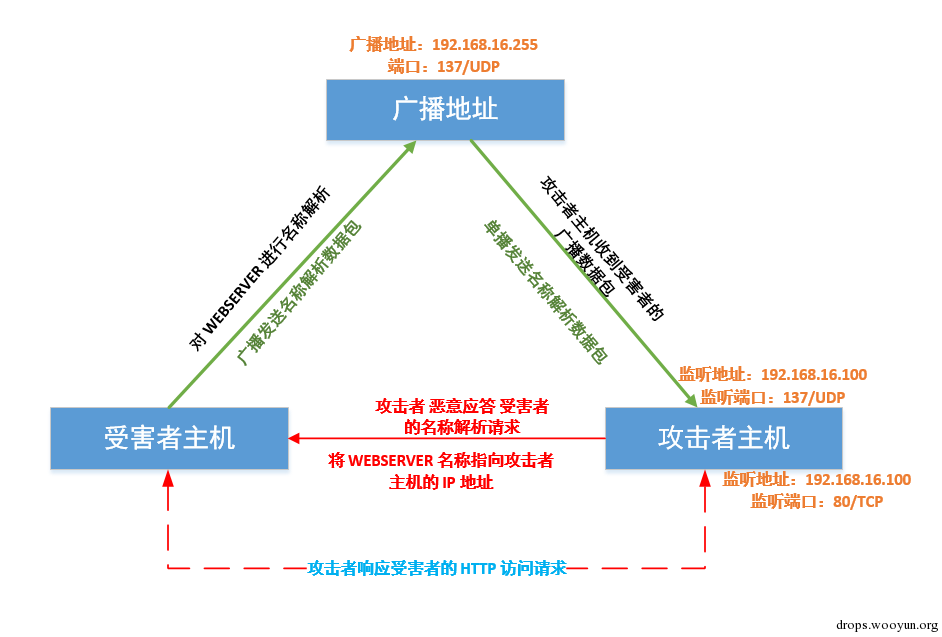 广播地址：192.168.16.255
端口：137/UDP
广播地址
对 WEBSERVER 进行名称解析
广播发送名称解析数据包
攻击者主机收到受害者的
广播数据包
单播发送名称解析数据包
监听地址：192.168.16.100
监听端口：137/UDP
受害者主机
攻击者 恶意应答 受害者
的名称解析请求
将 WEBSERVER 名称指向攻击者
主机的 IP 地址
攻击者主机
监听地址：192.168.16.100
监听端口：80/TCP
攻击者响应受害者的 HTTP 访问请求
drops.wooyun.org